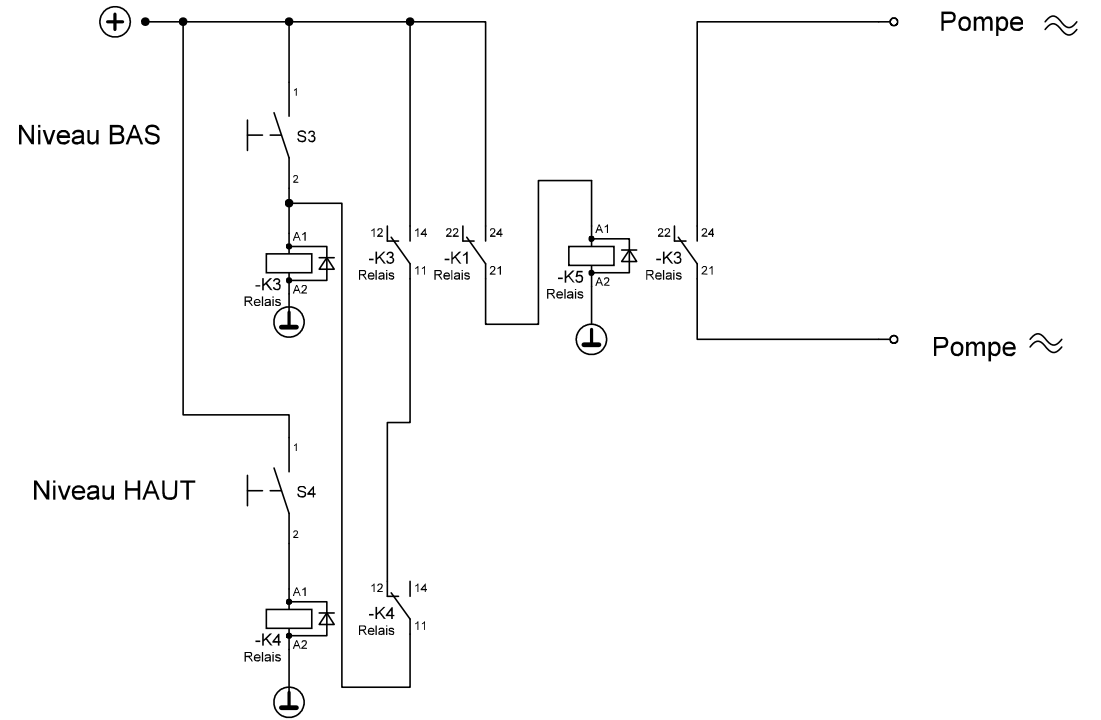 Pompe
1
Niveau BAS
S3
2
A1
-K3
Relais
A2
12
14
-K3
Relais
11
22
24
-K1
Relais
21
A1
-K5
Relais
A2
22
24
-K3
Relais
21
Pompe
1
Niveau HAUT
S4
2
A1
-K4
Relais
A2
12
14
-K4
Relais
11